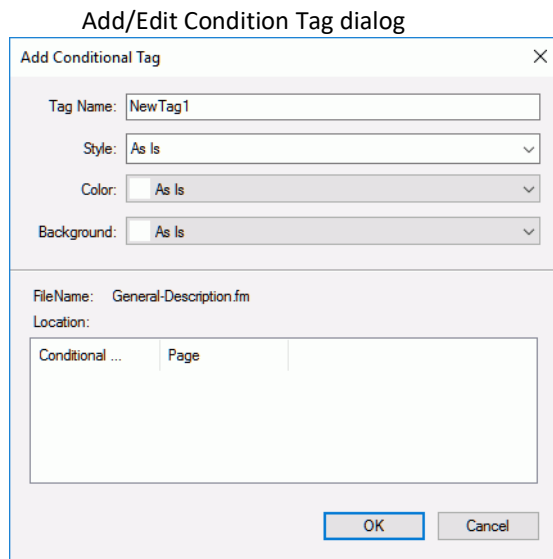 Add/Edit Condition Tag dialog
Add Conditional Tag
Tag Name: NewTag1
Style: As Is
Color: As Is
Background: As Is
FileName: General-Description.fm
Location:
Conditional ... Page
OK Cancel